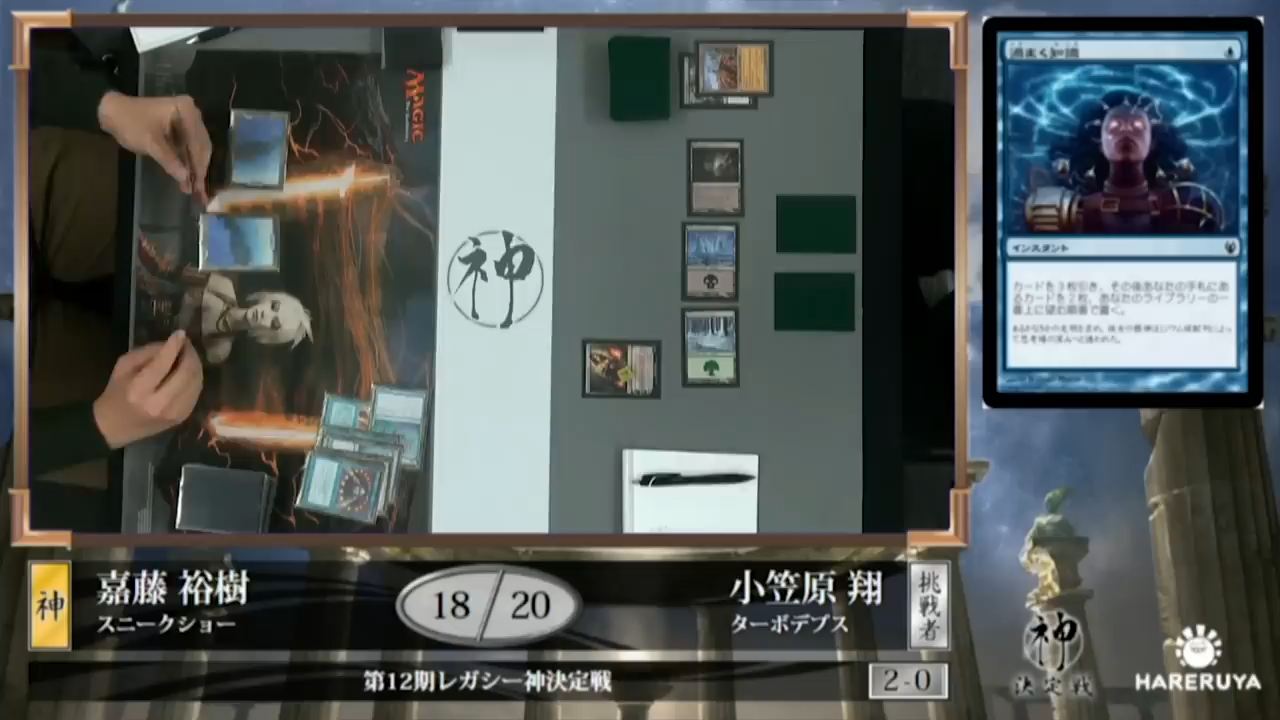 MAGIC
神
渦まく知識
インスタント
カードを3枚引き、その後あなたの手札にあ
るカードを2枚、あなたのライブラリーの一
番上に望む順番で置く。
神
嘉藤 裕樹
スニークショー
18 / 20
小笠原 翔
ターボデプス
挑戦者
第12期レガシー神決定戦
2-0
神
決定戦
HARERUYA